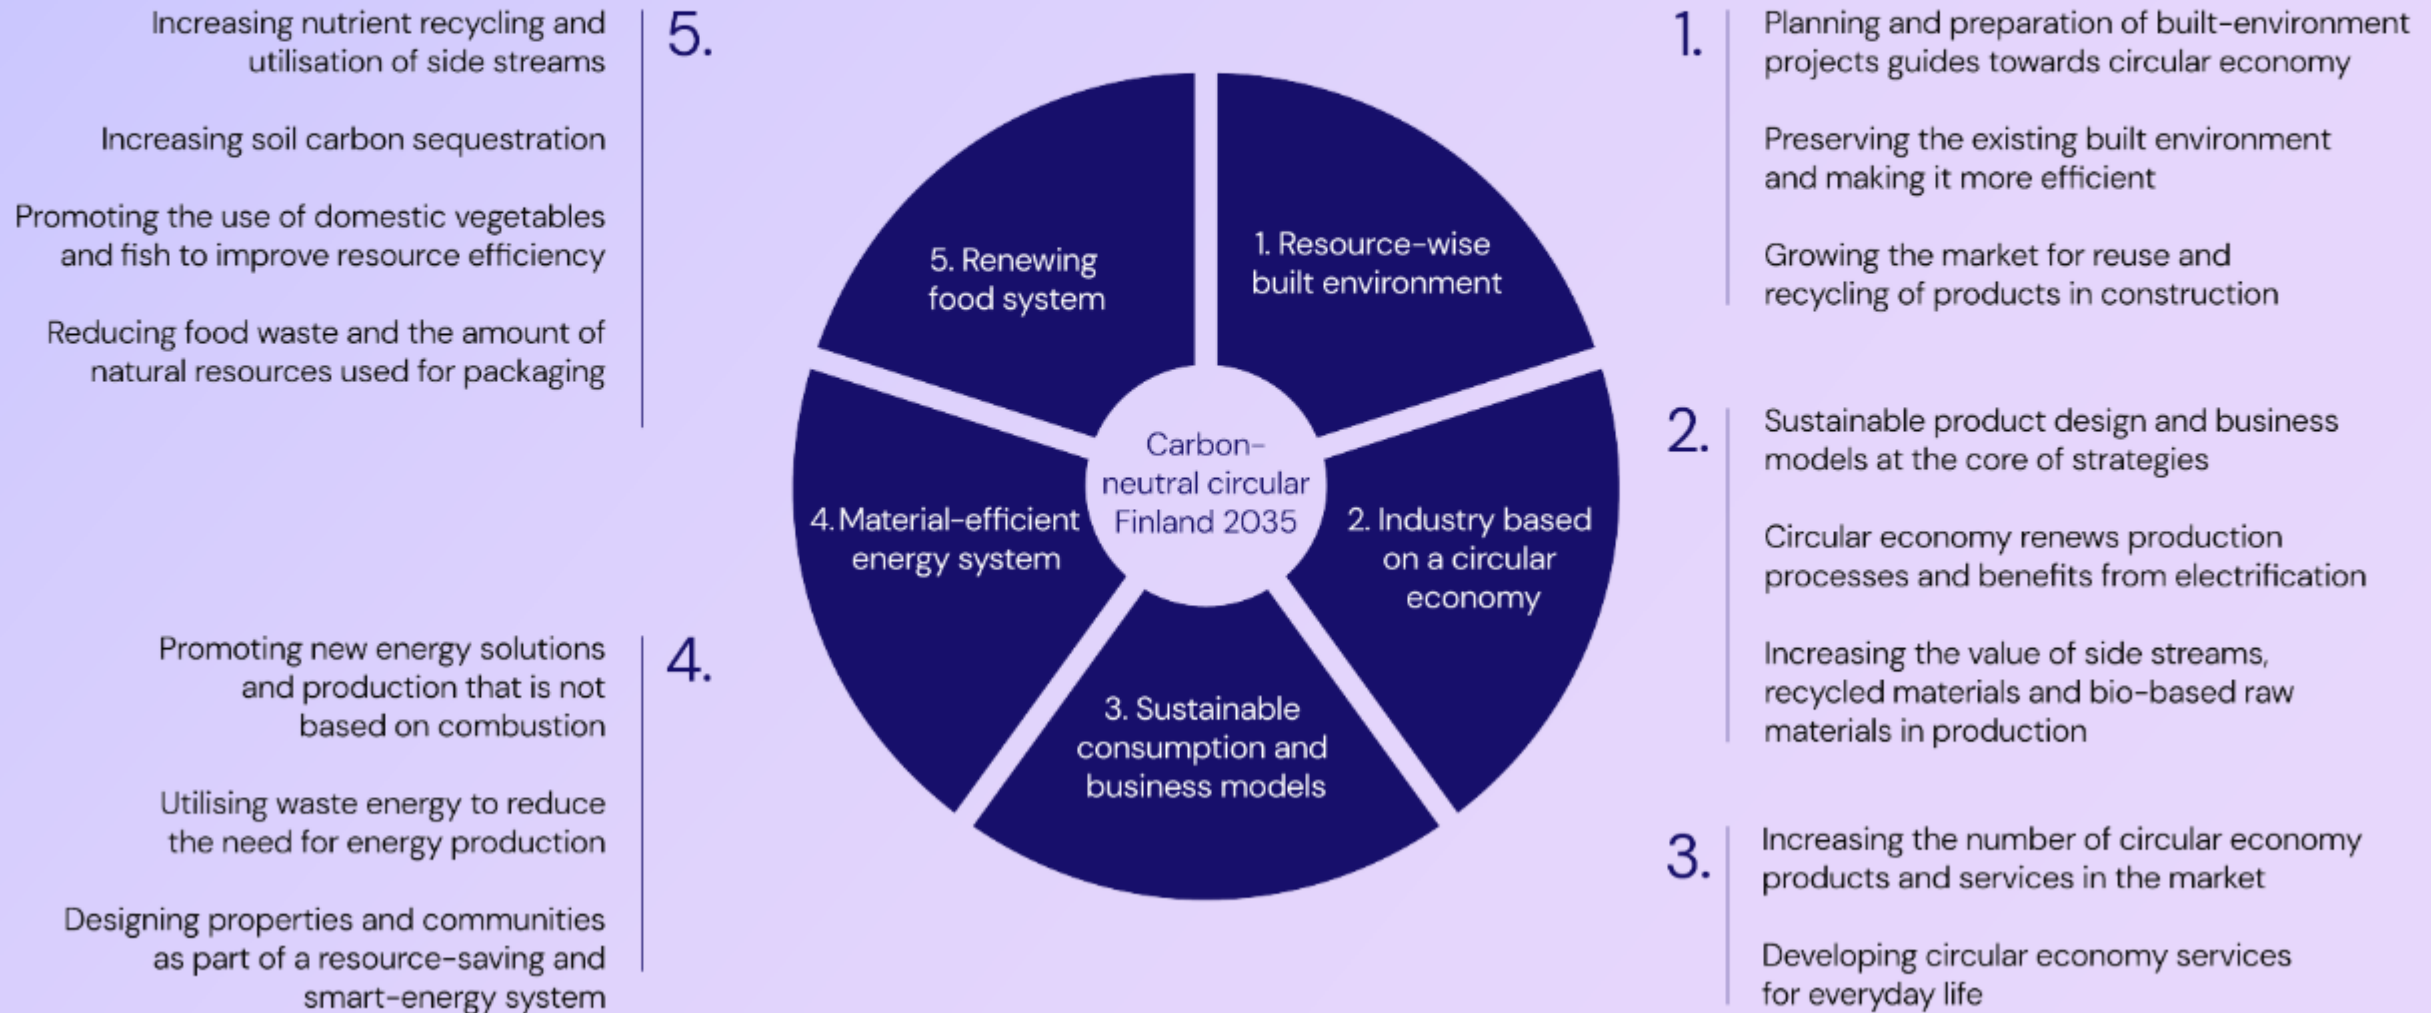 5.
Increasing nutrient recycling and
utilisation of side streams
Increasing soil carbon sequestration
Promoting the use of domestic vegetables
and fish to improve resource efficiency
Reducing food waste and the amount of
natural resources used for packaging
4.
Promoting new energy solutions
and production that is not
based on combustion
Utilising waste energy to reduce
the need for energy production
Designing properties and communities
as part of a resource-saving and
smart-energy system
5. Renewing
food system
1. Resource-wise
built environment
4. Material-efficient
energy system
Carbon-
neutral circular
Finland 2035
2. Industry based
on a circular
economy
3. Sustainable
consumption and
business models
1.
Planning and preparation of built-environment
projects guides towards circular economy
Preserving the existing built environment
and making it more efficient
Growing the market for reuse and
recycling of products in construction
2.
Sustainable product design and business
models at the core of strategies
Circular economy renews production
processes and benefits from electrification
Increasing the value of side streams,
recycled materials and bio-based raw
materials in production
3.
Increasing the number of circular economy
products and services in the market
Developing circular economy services
for everyday life